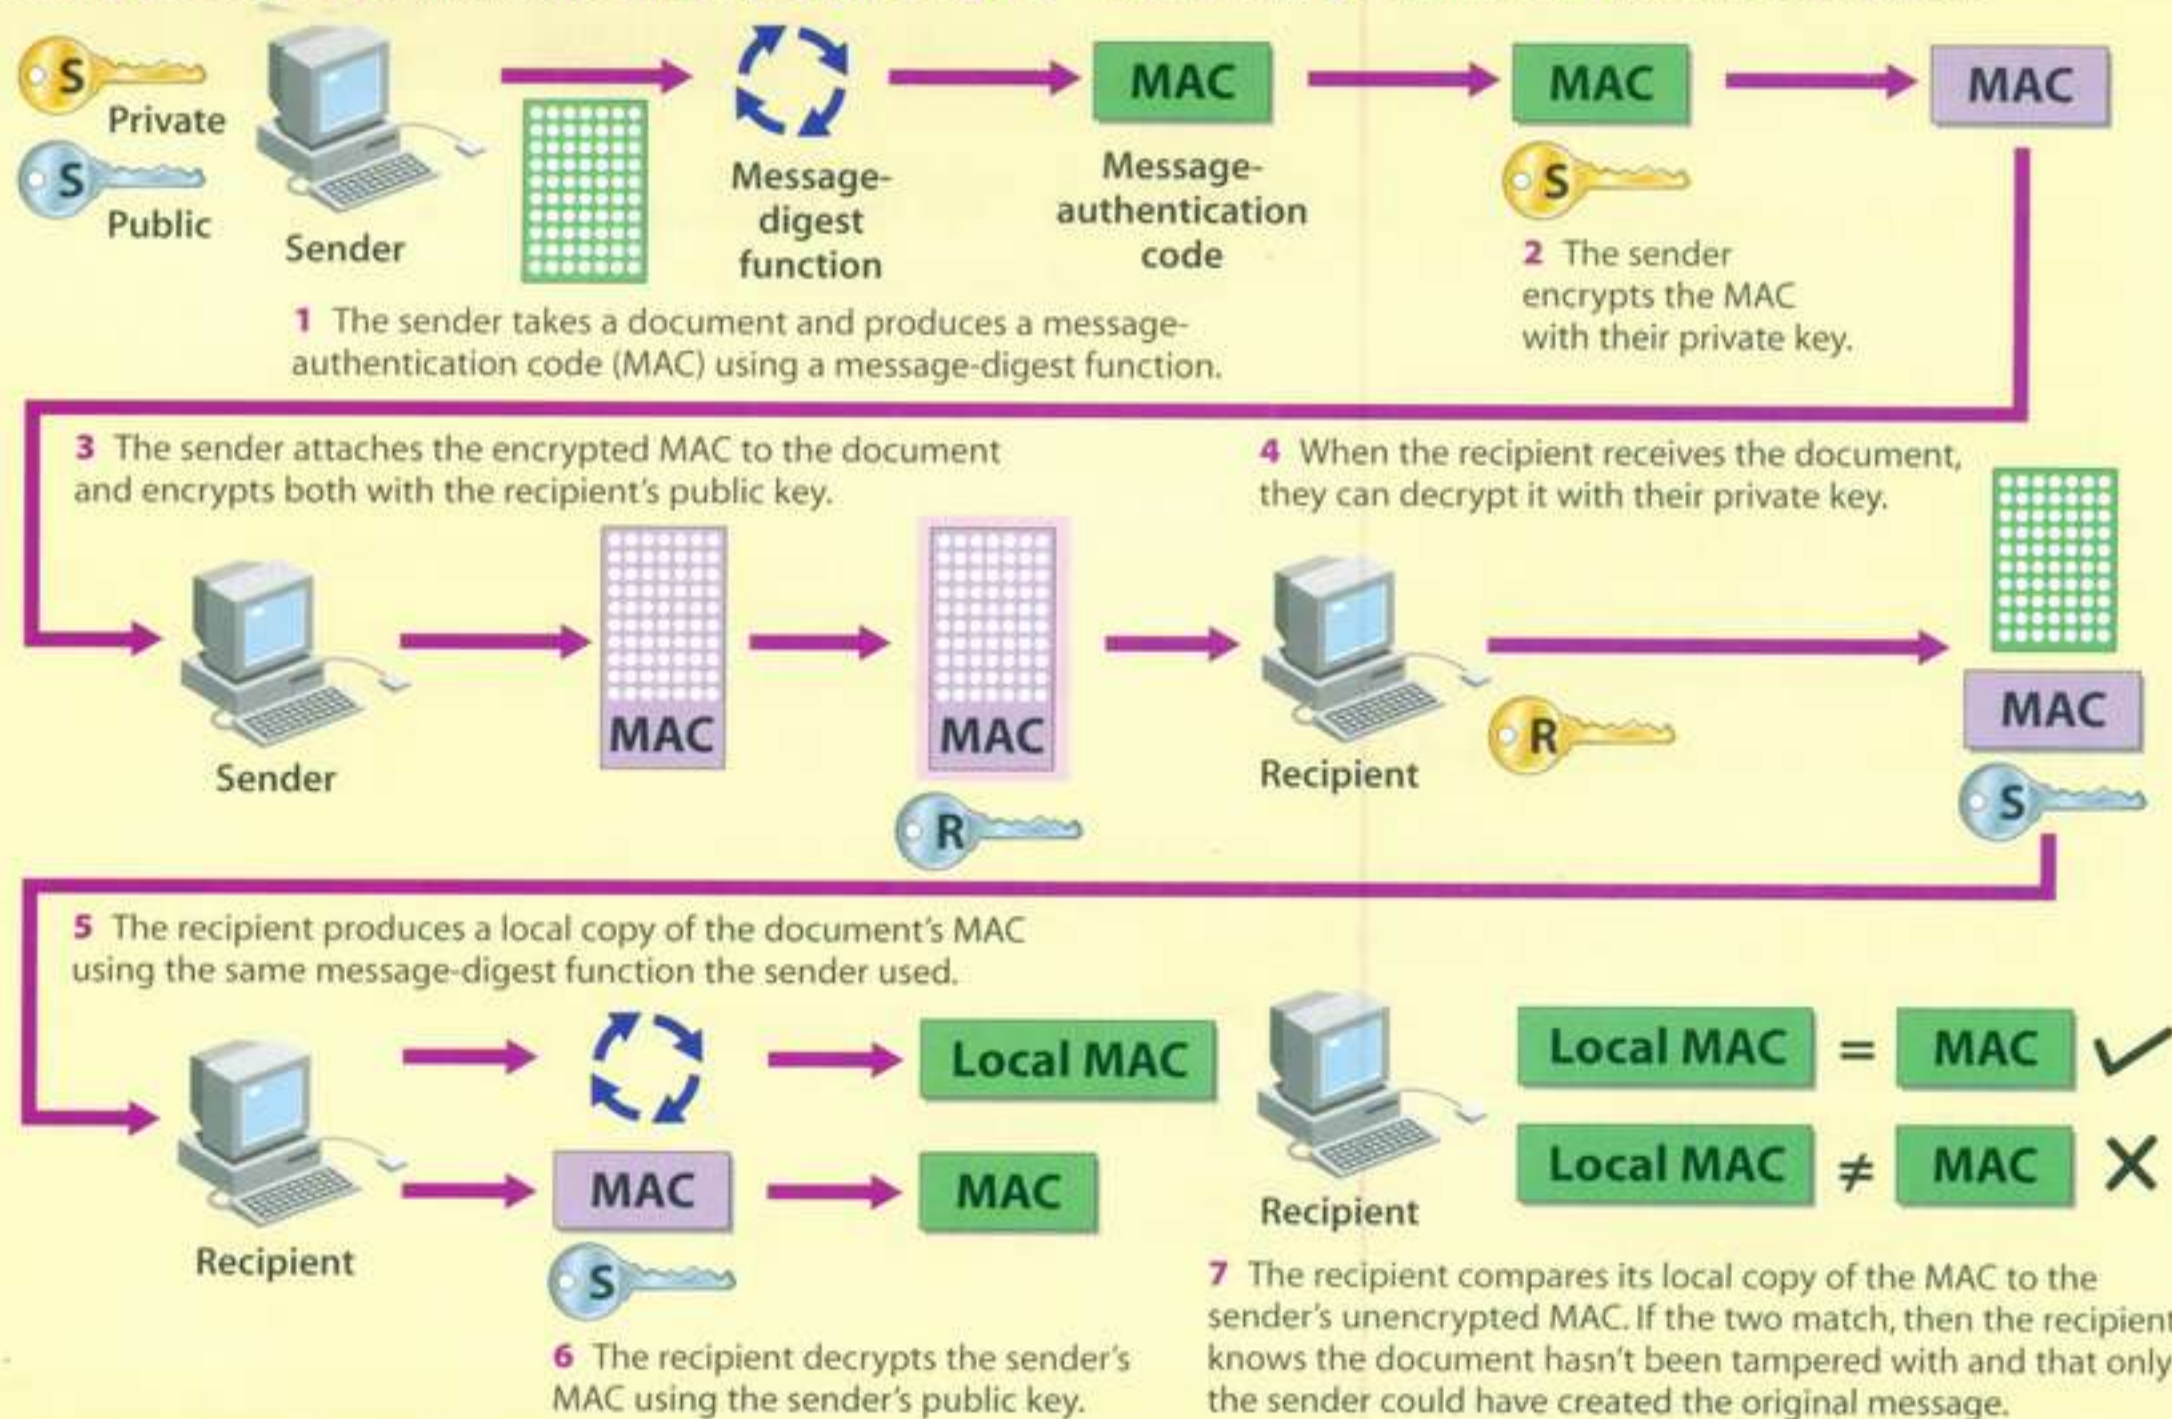 S
Private
S
Public
Sender
Message-
digest
function
MAC
Message-
authentication
code
MAC
S
MAC
1 The sender takes a document and produces a message-
authentication code (MAC) using a message-digest function.
2 The sender
encrypts the MAC
with their private key.
3 The sender attaches the encrypted MAC to the document
and encrypts both with the recipient's public key.
4 When the recipient receives the document,
they can decrypt it with their private key.
Sender
MAC
MAC
R
Recipient
R
MAC
S
5 The recipient produces a local copy of the document's MAC
using the same message-digest function the sender used.
Recipient
Local MAC
MAC
MAC
S
6 The recipient decrypts the sender's
MAC using the sender's public key.
Recipient
Local MAC = MAC
Local MAC ≠ MAC
7 The recipient compares its local copy of the MAC to the
sender's unencrypted MAC. If the two match, then the recipient
knows the document hasn't been tampered with and that only
the sender could have created the original message.